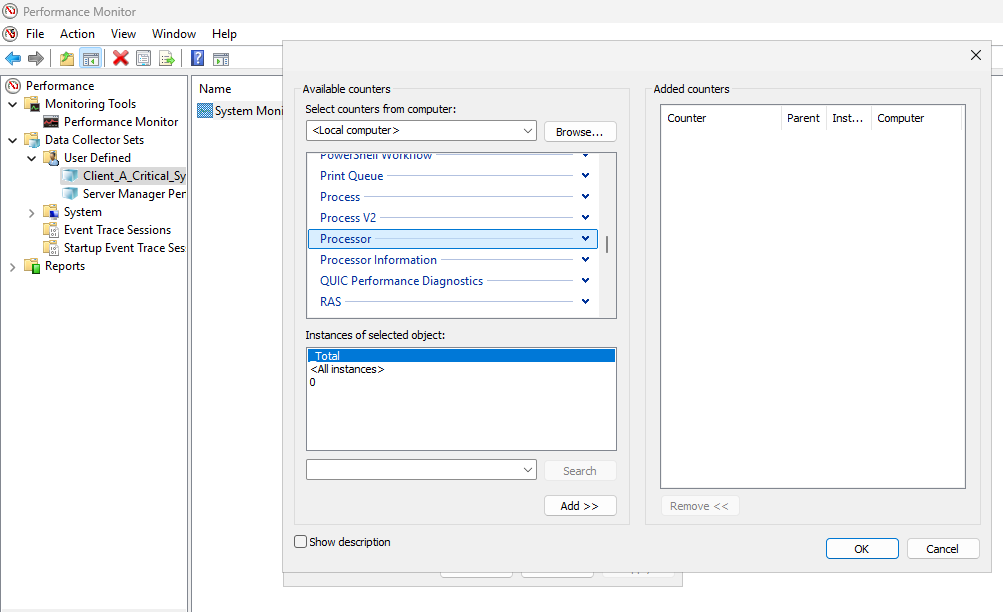 Performance Monitor
File Action View Window Help
Performance
Monitoring Tools
Performance Monitor
Data Collector Sets
User Defined
Client_A_Critical_Sy
Server Manager Per
System
Event Trace Sessions
Startup Event Trace Ses
Reports
Name
System Moni
Available counters
Select counters from computer:
<Local computer>
Browse...
PowerShell Workflow
Print Queue
Process
Process V2
Processor
Processor Information
QUIC Performance Diagnostics
RAS
Instances of selected object:
_Total
<All instances>
0
Search
Add >>
Show description
Added counters
Counter Parent Inst... Computer
Remove <<
OK Cancel